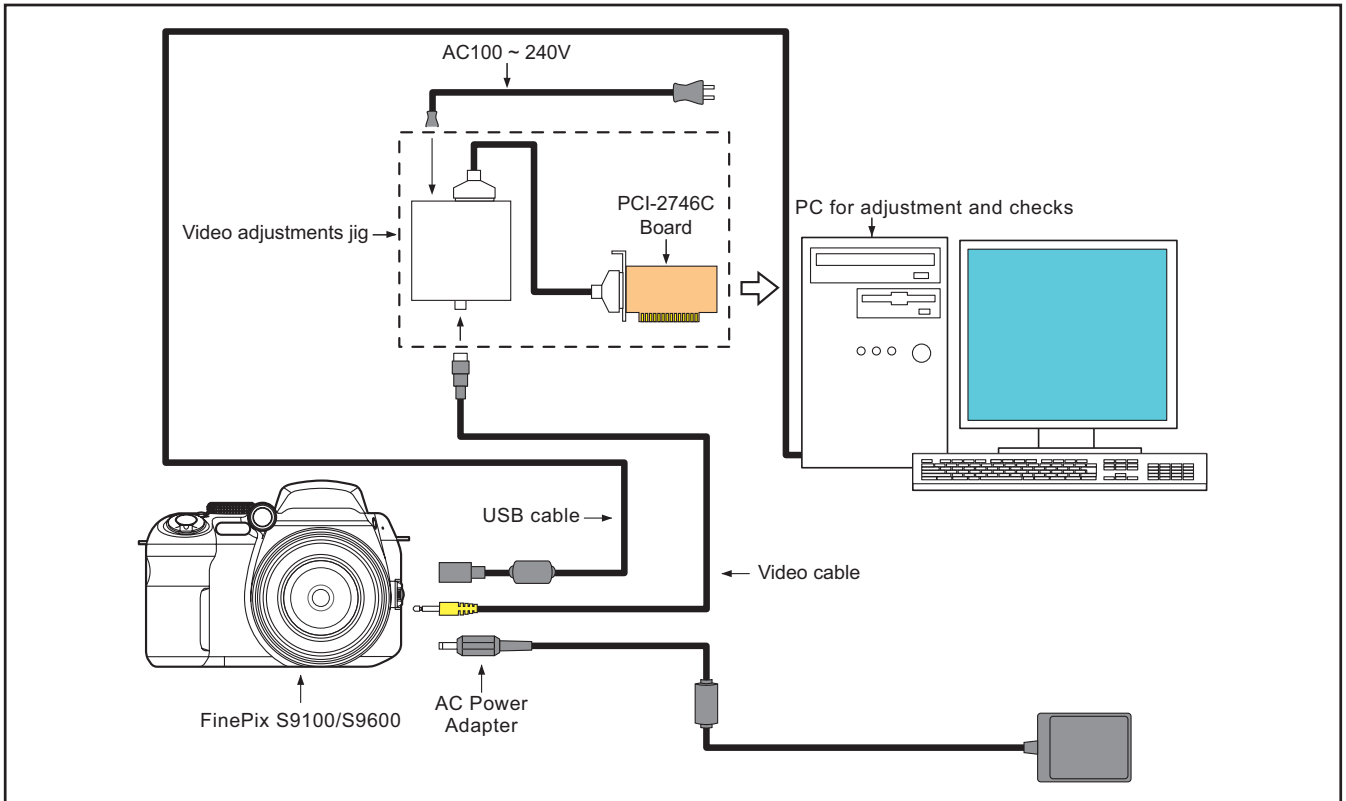 AC100 ~ 240V
Video adjustments jig
PCI-2746C
Board
PC for adjustment and checks
USB cable
Video cable
AC Power
Adapter
FinePix S9100/S9600